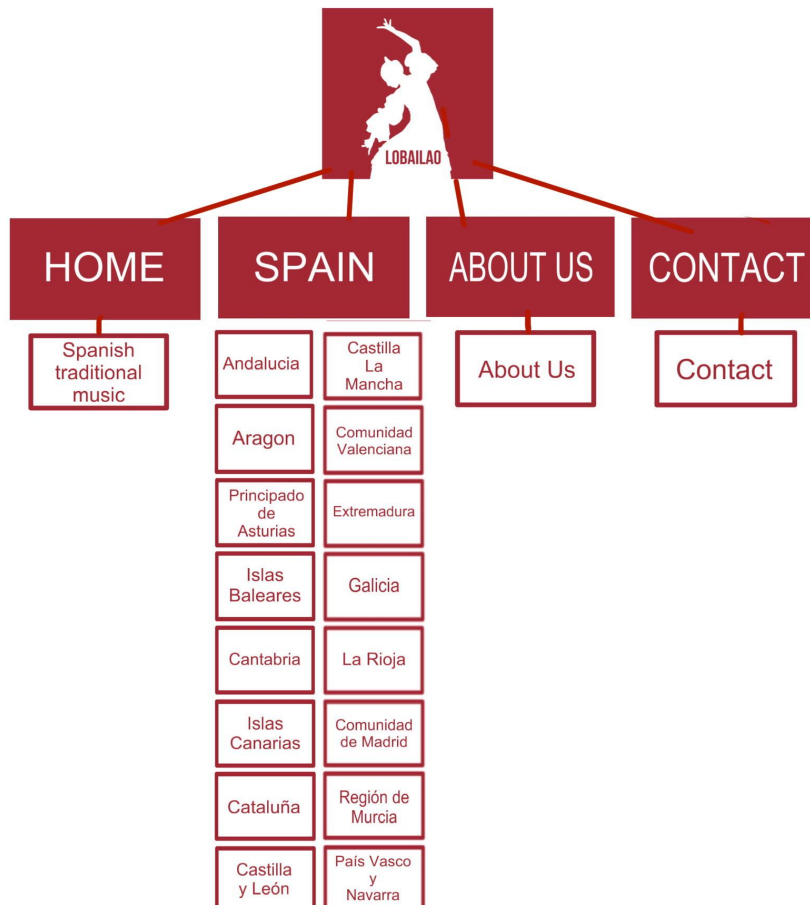 LOBAILAO
HOME
SPAIN
ABOUT US
CONTACT
Spanish
traditional
music
Andalucia
Castilla
La
Mancha
About Us
Contact
Aragon
Comunidad
Valenciana
Principado
de
Asturias
Extremadura
Islas
Baleares
Galicia
Cantabria
La Rioja
Islas
Canarias
Comunidad
de Madrid
Cataluña
Región de
Murcia
Castilla
y León
País Vasco
y
Navarra